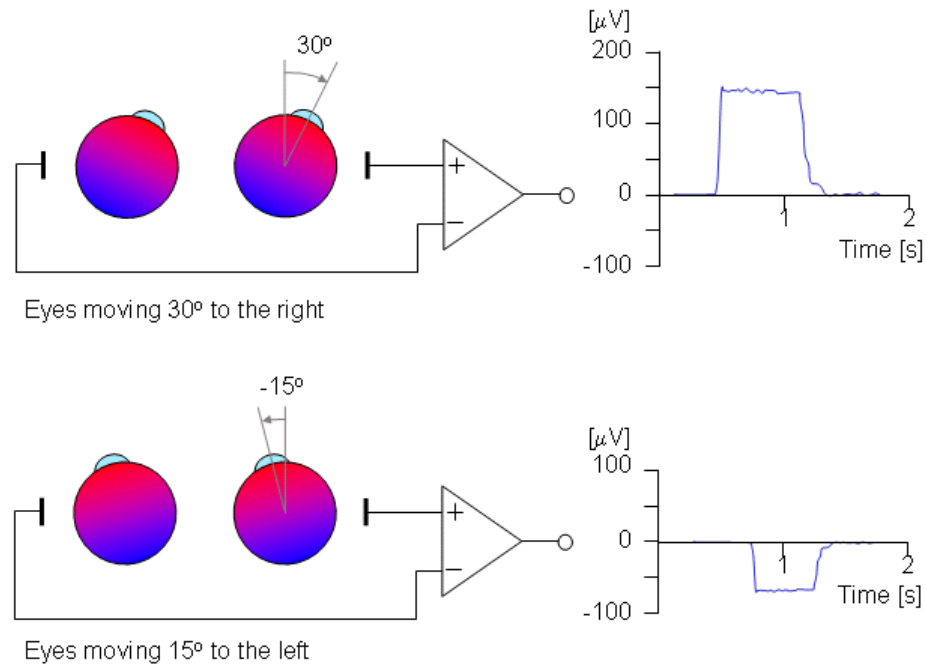 30º
+
−
Eyes moving 30º to the right
[μV]
200
100
0
-100
1
2
Time [s]
-15º
+
−
Eyes moving 15º to the left
[μV]
100
0
-100
1
2
Time [s]